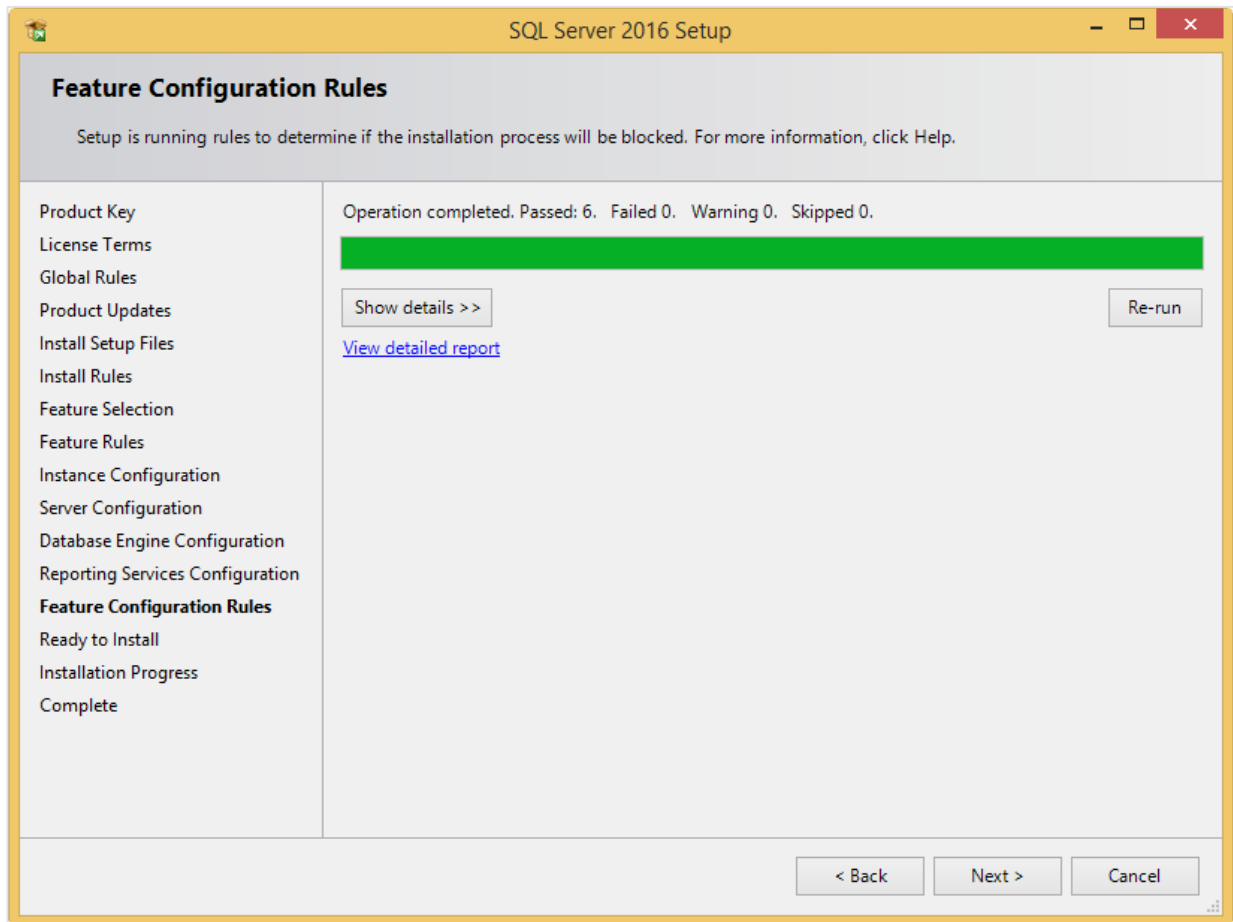 SQL Server 2016 Setup
Feature Configuration Rules
Setup is running rules to determine if the installation process will be blocked. For more information, click Help.
Product Key
License Terms
Global Rules
Product Updates
Install Setup Files
Install Rules
Feature Selection
Feature Rules
Instance Configuration
Server Configuration
Database Engine Configuration
Reporting Services Configuration
Feature Configuration Rules
Ready to Install
Installation Progress
Complete
Operation completed. Passed: 6. Failed 0. Warning 0. Skipped 0.
Show details >>
Re-run
View detailed report
< Back
Next >
Cancel